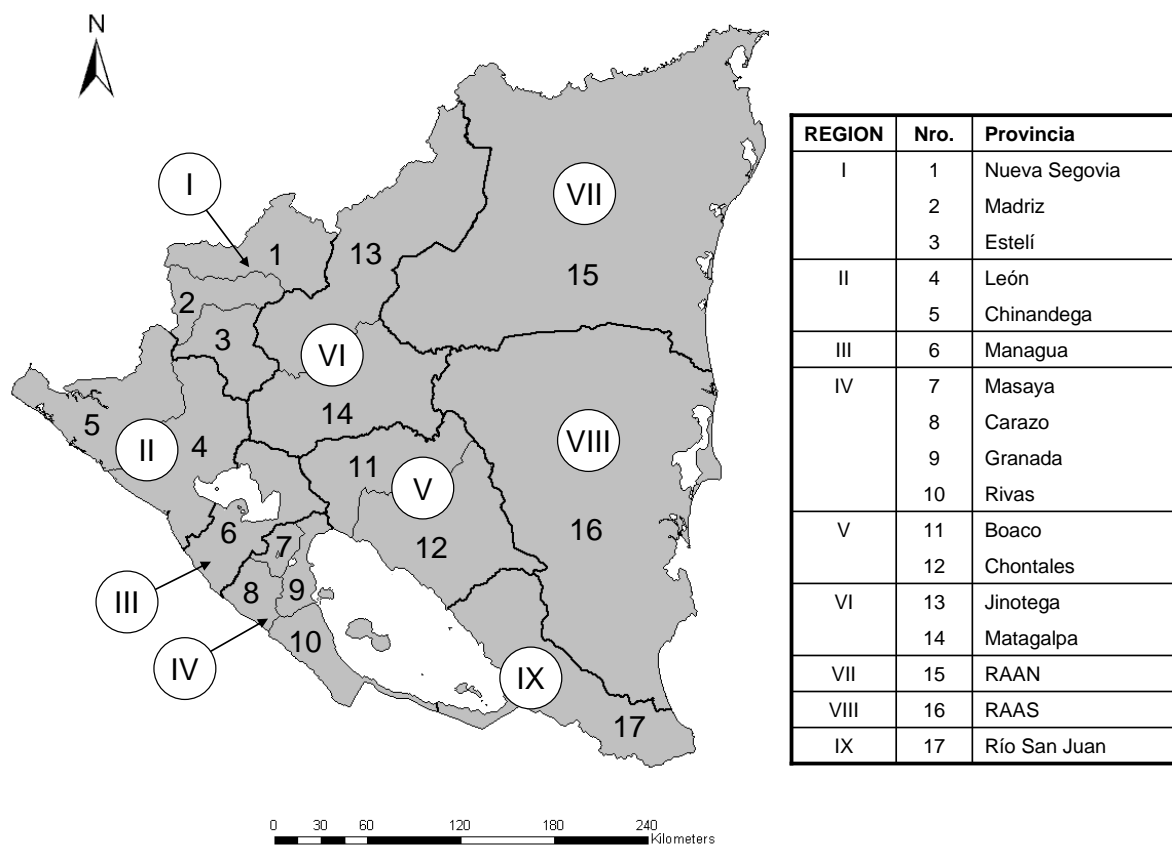 N
I
VII
1
13
15
2
3
VI
14
5
II
4
VIII
11
V
12
16
6
7
8
9
III
10
IV
IX
17
0 30 60 120 180 240
Kilometers
REGION Nro. Provincia
I 1 Nueva Segovia
2 Madriz
3 Estelí
II 4 León
5 Chinandega
III 6 Managua
IV 7 Masaya
8 Carazo
9 Granada
10 Rivas
V 11 Boaco
12 Chontales
VI 13 Jinotega
14 Matagalpa
VII 15 RAAN
VIII 16 RAAS
IX 17 Río San Juan